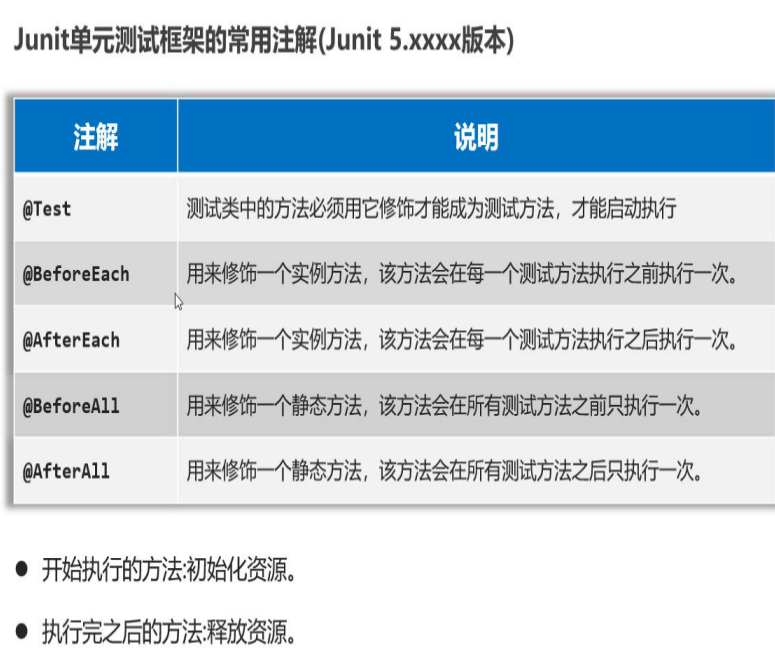 Junit单元测试框架的常用注解(Junit 5.xxxx版本)
注解 说明
@Test 测试类中的方法必须用它修饰才能成为测试方法，才能启动执行
@BeforeEach 用来修饰一个实例方法，该方法会在每一个测试方法执行之前执行一次。
@AfterEach 用来修饰一个实例方法，该方法会在每一个测试方法执行之后执行一次。
@BeforeAll 用来修饰一个静态方法，该方法会在所有测试方法之前只执行一次。
@AfterAll 用来修饰一个静态方法，该方法会在所有测试方法之后只执行一次。
● 开始执行的方法:初始化资源。
● 执行完之后的方法:释放资源。